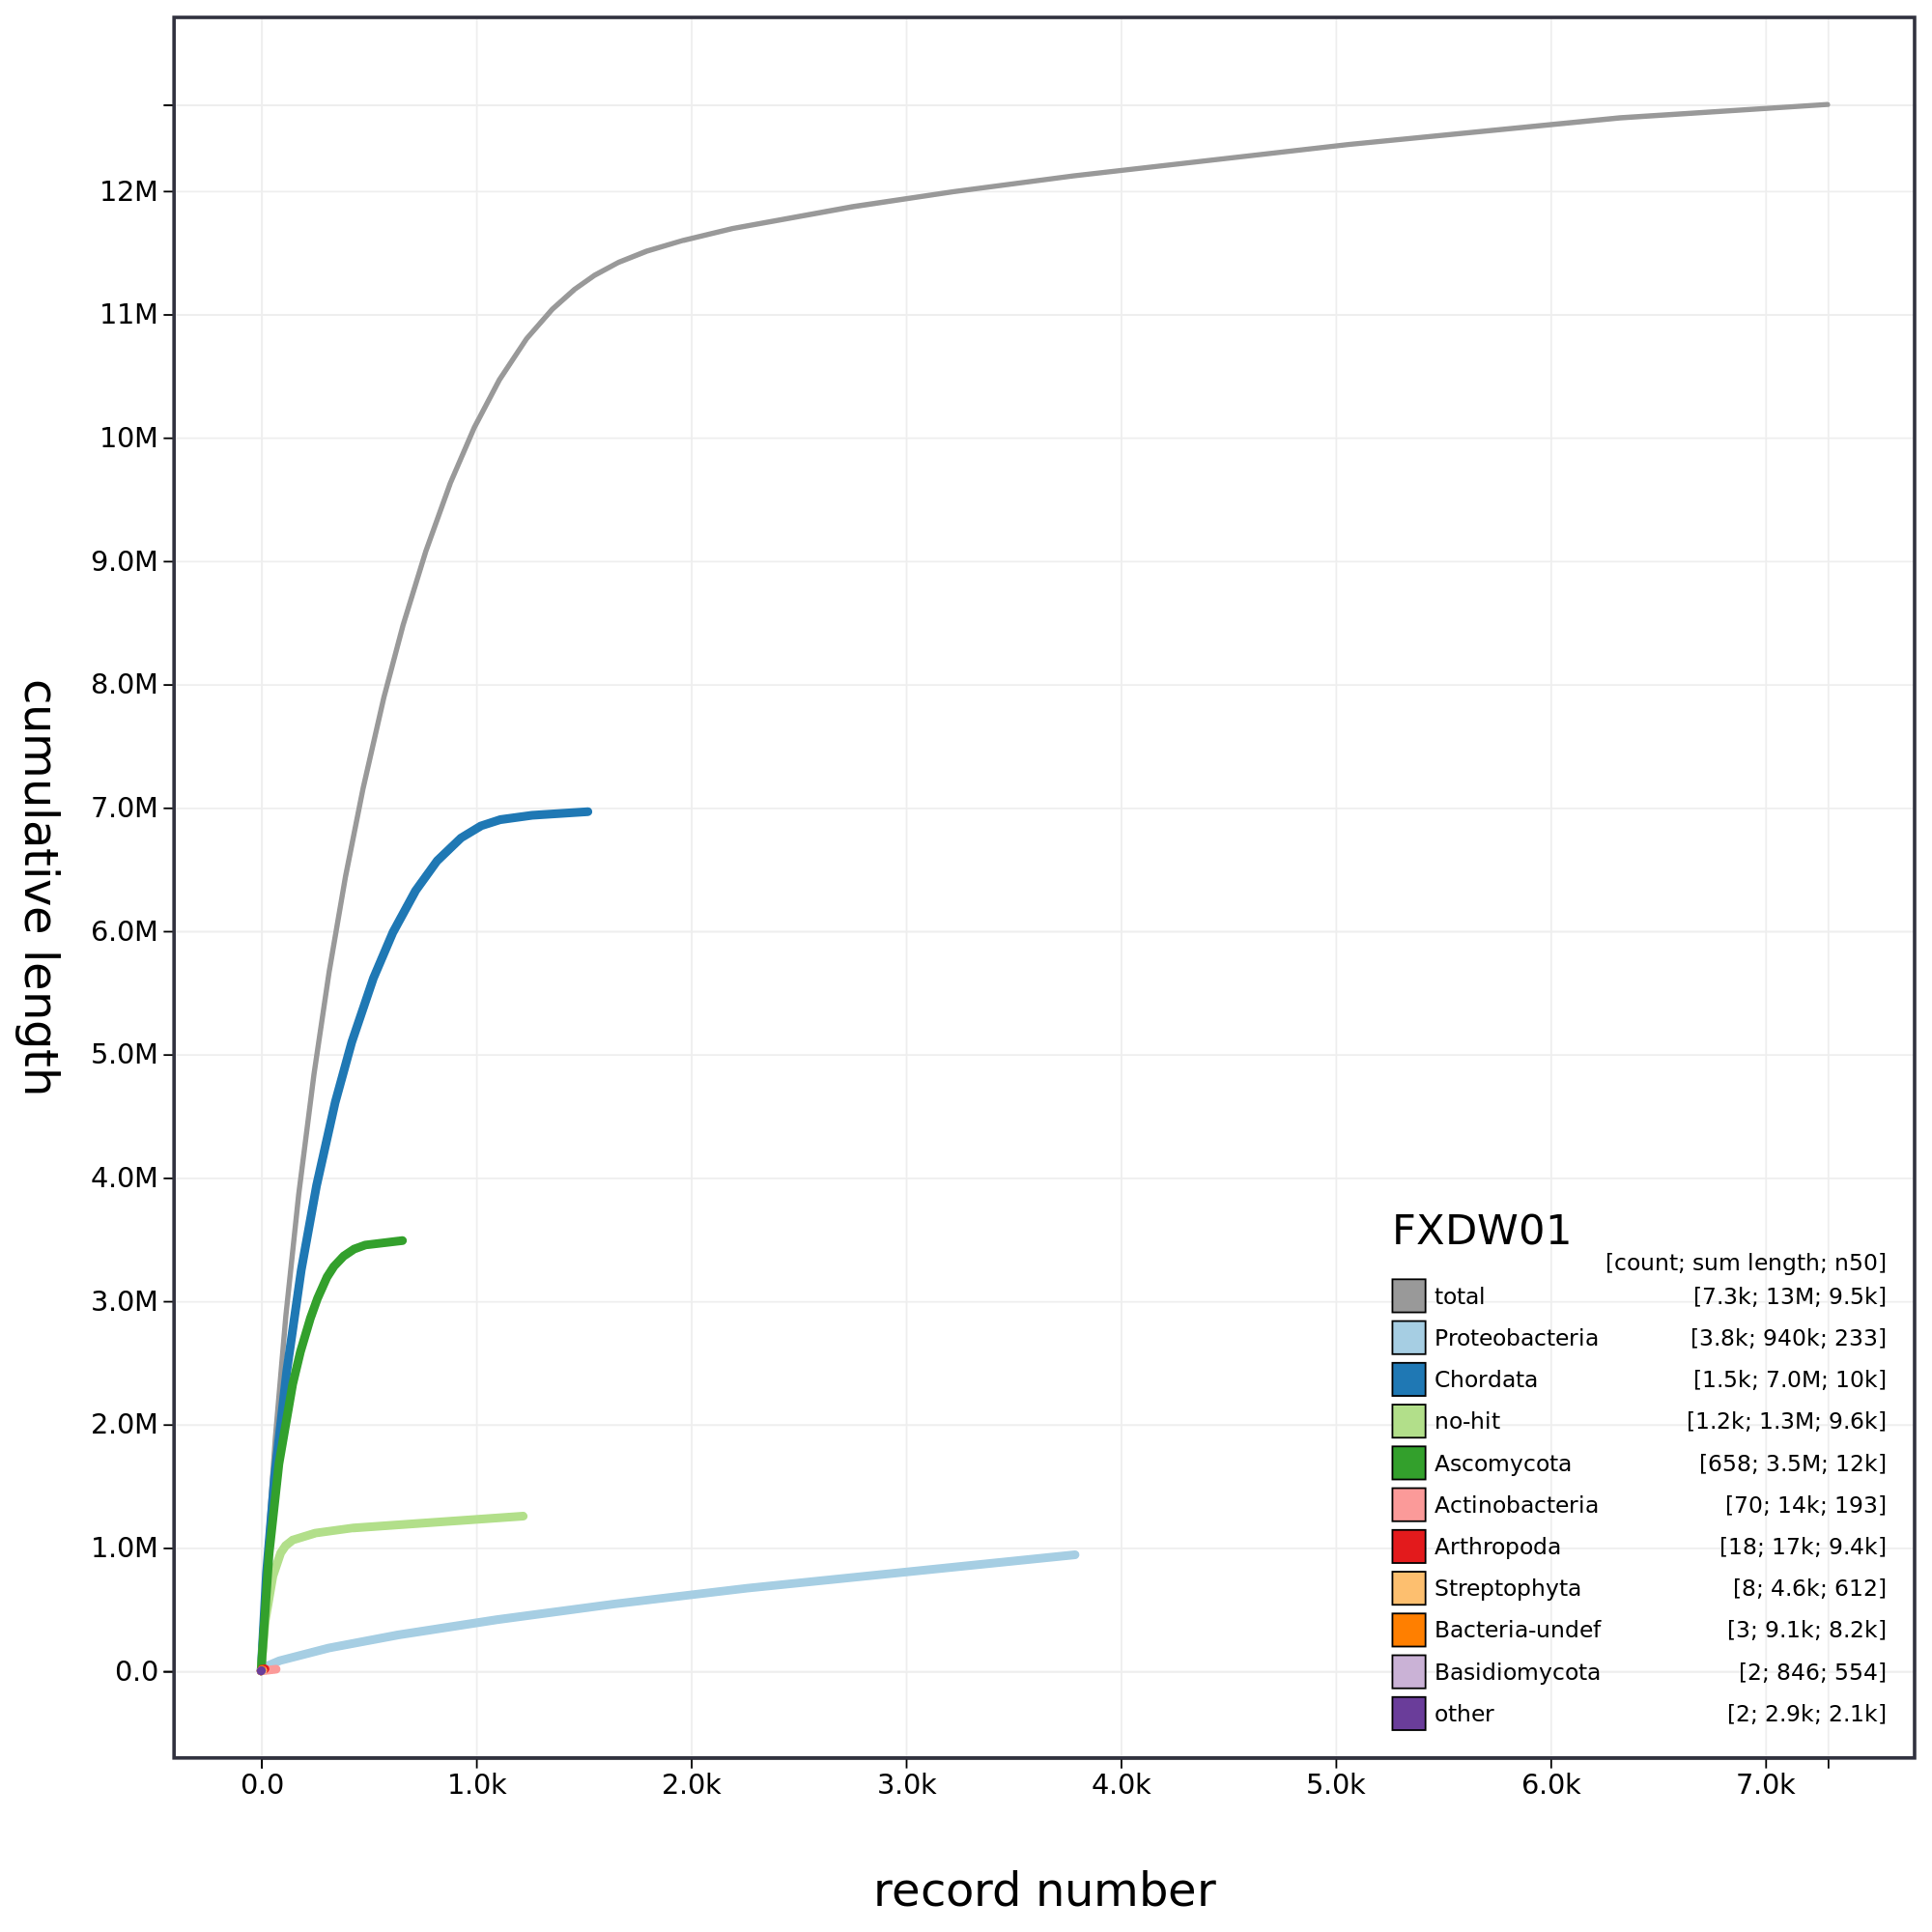 cumulative length
12M
11M
10M
9.0M
8.0M
7.0M
6.0M
5.0M
4.0M
3.0M
2.0M
1.0M
0.0
FXDW01
[count; sum length; n50]
total [7.3k; 13M; 9.5k]
Proteobacteria [3.8k; 940k; 233]
Chordata [1.5k; 7.0M; 10k]
no-hit [1.2k; 1.3M; 9.6k]
Ascomycota [658; 3.5M; 12k]
Actinobacteria [70; 14k; 193]
Arthropoda [18; 17k; 9.4k]
Streptophyta [8; 4.6k; 612]
Bacteria-undef [3; 9.1k; 8.2k]
Basidiomycota [2; 846; 554]
other [2; 2.9k; 2.1k]
0.0 1.0k 2.0k 3.0k 4.0k 5.0k 6.0k 7.0k
record number